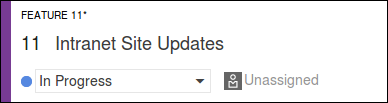 FEATURE 11*
11 Intranet Site Updates
In Progress Unassigned